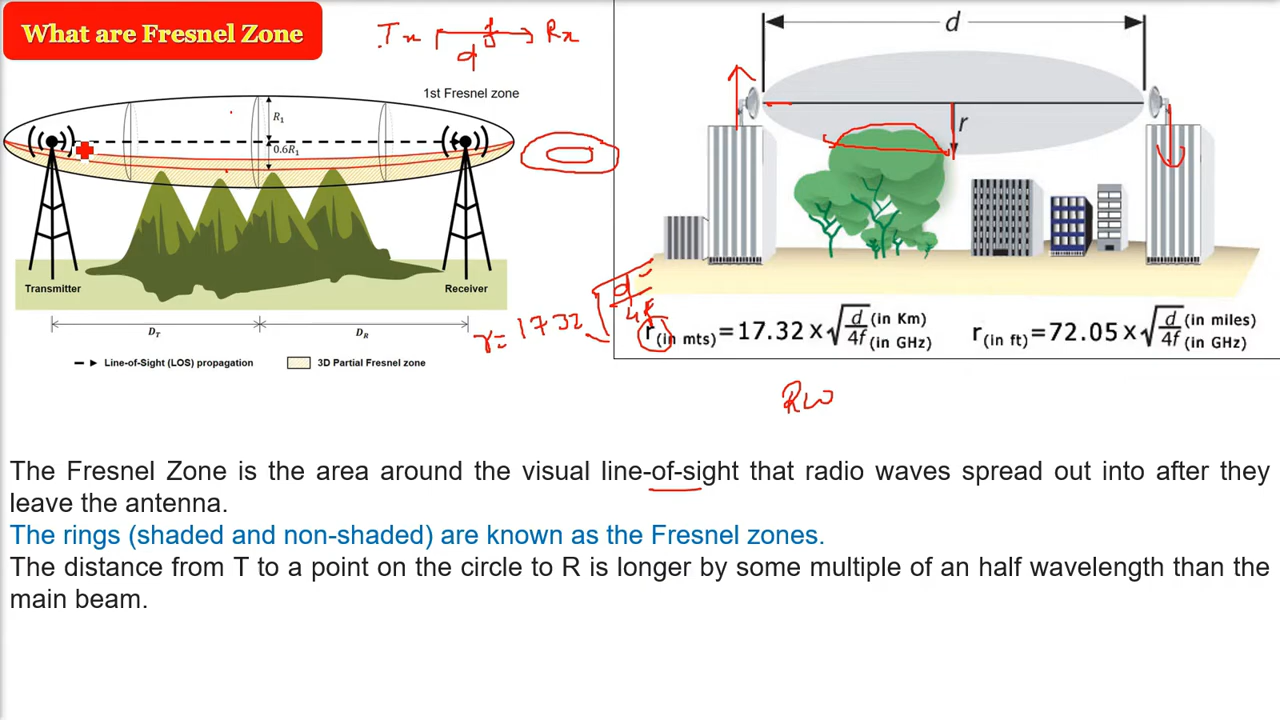 What are Fresnel Zone
Tx Rx
d
1st Fresnel zone
R₁
0.6R₁
Transmitter
Receiver
D_T
D_R
Line-of-Sight (LOS) propagation
3D Partial Fresnel zone
d
r
r = 17.32 √d/4f
r(in mts) = 17.32 x √d/4f (in Km) (in GHz)
r(in ft) = 72.05 x √d/4f (in miles) (in GHz)
The Fresnel Zone is the area around the visual line-of-sight that radio waves spread out into after they
leave the antenna.
The rings (shaded and non-shaded) are known as the Fresnel zones.
The distance from T to a point on the circle to R is longer by some multiple of an half wavelength than the
main beam.